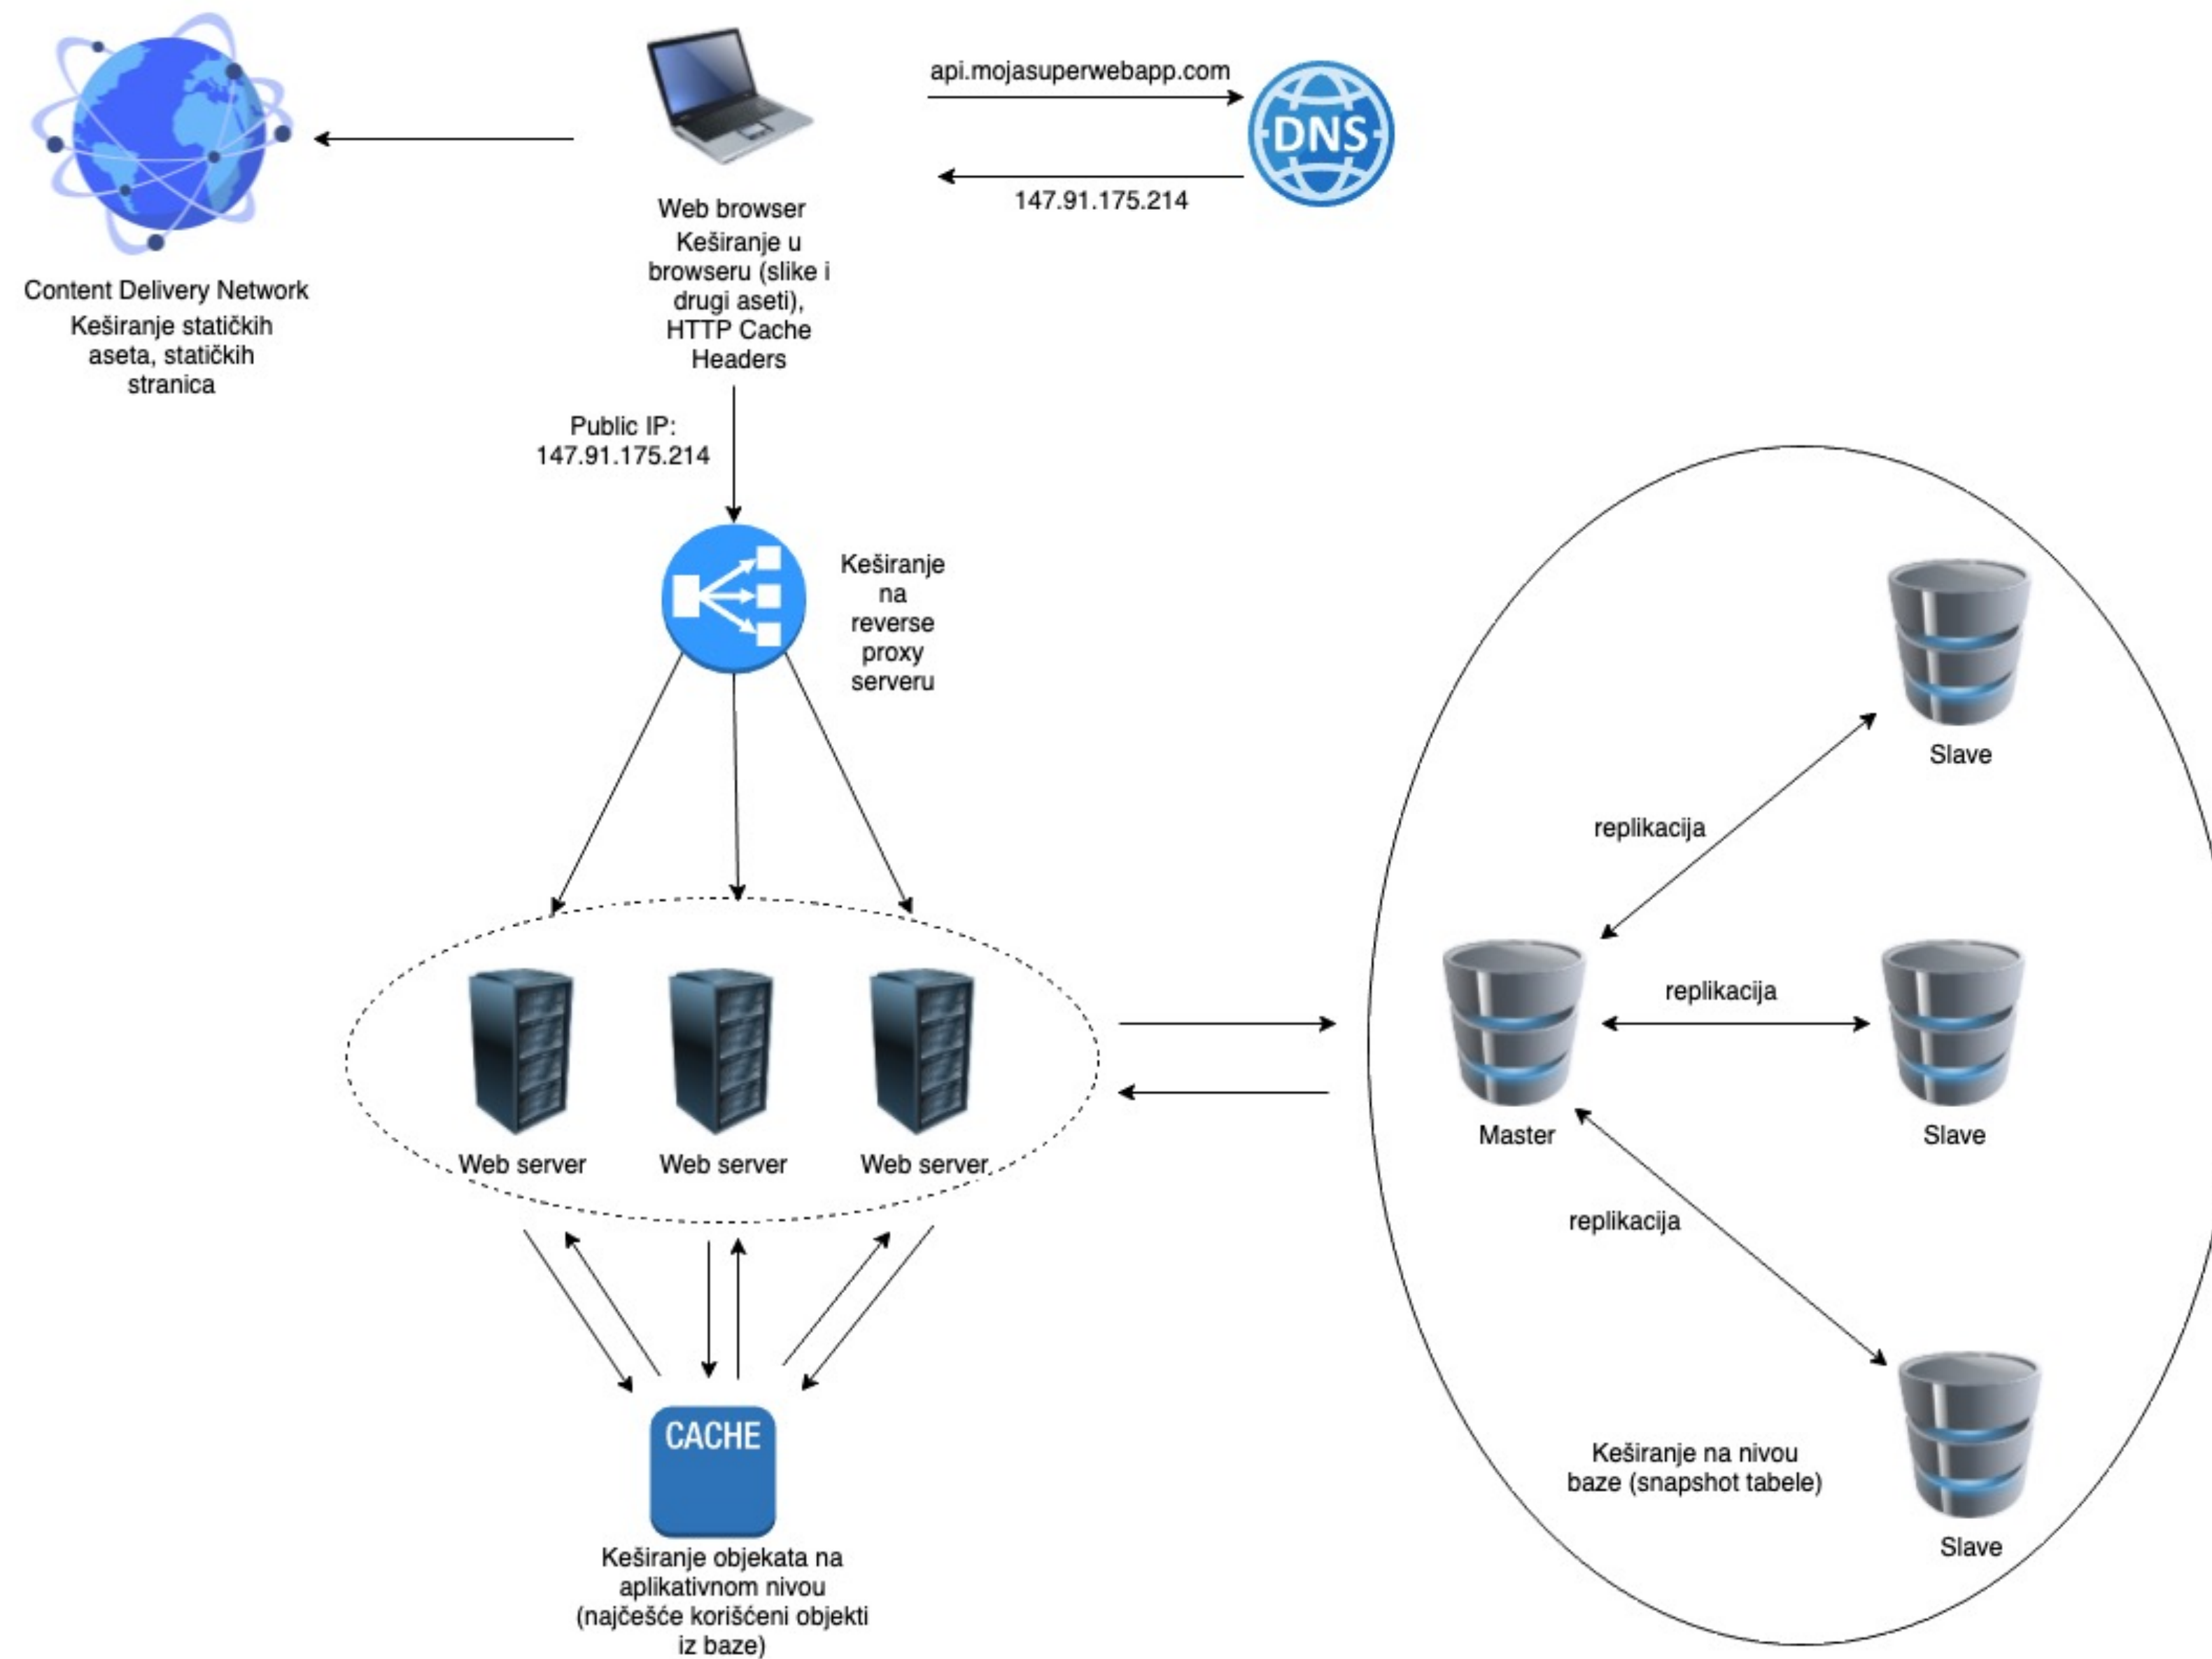 api.mojasuperwebapp.com
DNS
147.91.175.214
Web browser
Keširanje u
browseru (slike i
drugi aseti),
HTTP Cache
Headers
Content Delivery Network
Keširanje statičkih
aseta, statičkih
stranica
Public IP:
147.91.175.214
Keširanje
na
reverse
proxy
serveru
Slave
replikacija
replikacija
Master
Slave
Web server
Web server
Web server
replikacija
CACHE
Keširanje na nivou
baze (snapshot tabele)
Slave
Keširanje objekata na
aplikativnom nivou
(najčešće korišćeni objekti
iz baze)